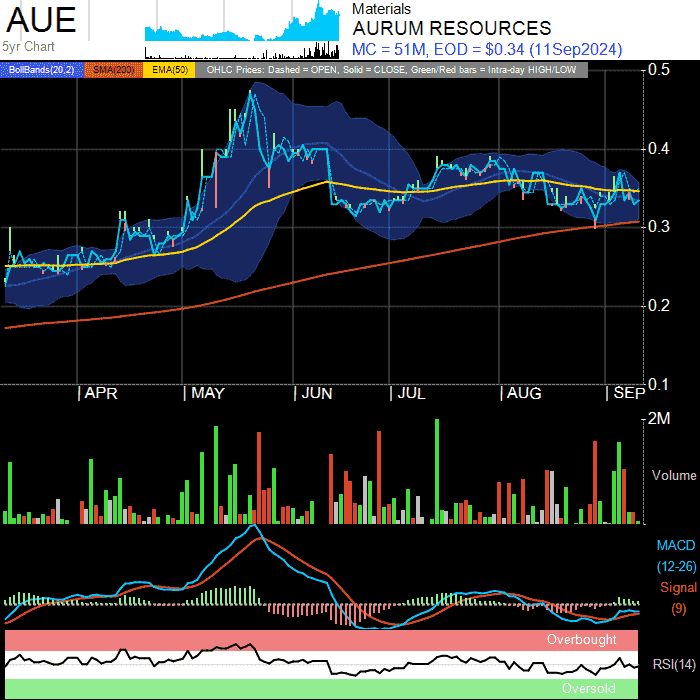 AUE
5yr Chart
Materials
AURUM RESOURCES
MC = 51M, EOD = $0.34 (11Sep2024)
BollBands(20,2) SMA(200) EMA(50) OHLC Prices: Dashed = OPEN, Solid = CLOSE, Green/Red bars = Intra-day HIGH/LOW
0.5
0.4
0.3
0.2
0.1
APR MAY JUN JUL AUG SEP
2M
Volume
MACD
(12-26)
Signal
(9)
Overbought
RSI(14)
Oversold